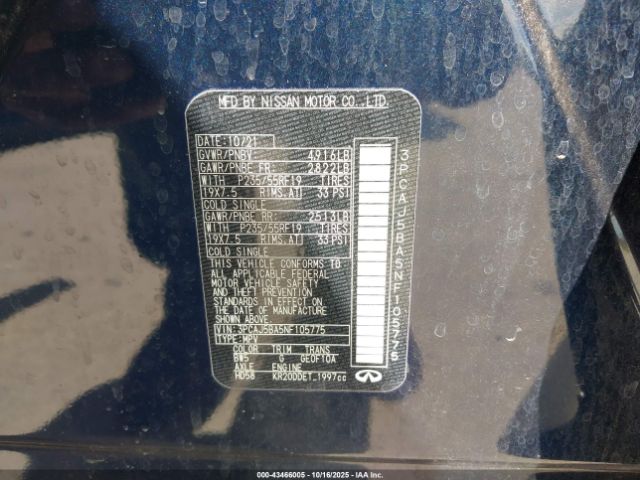 MFD BY NISSAN MOTOR CO.,LTD.
DATE: 10/21
GVWR/PNBV 4916LB
GAWR/PNBE FR: 2822LB
WITH P235/55RF19 TIRES
19X7.5 RIMS,AT 33 PSI
COLD SINGLE
GAWR/PNBE RR: 2513LB
WITH P235/55RF19 TIRES
19X7.5 RIMS,AT 33 PSI
COLD SINGLE
THIS VEHICLE CONFORMS TO
ALL APPLICABLE FEDERAL
MOTOR VEHICLE SAFETY
AND THEFT PREVENTION
STANDARDS IN EFFECT ON
THE DATE OF MANUFACTURE
SHOWN ABOVE.
VIN: 3PCAJ5BA5NF105775
TYPE: MPV
COLOR TRIM TRANS
BW5 G GE0F10A
AXLE ENGINE
HD58 KR20DDET 1997cc
3PCAJ5BA5NF105775
000-43466005 | 10/16/2025 | IAA Inc.